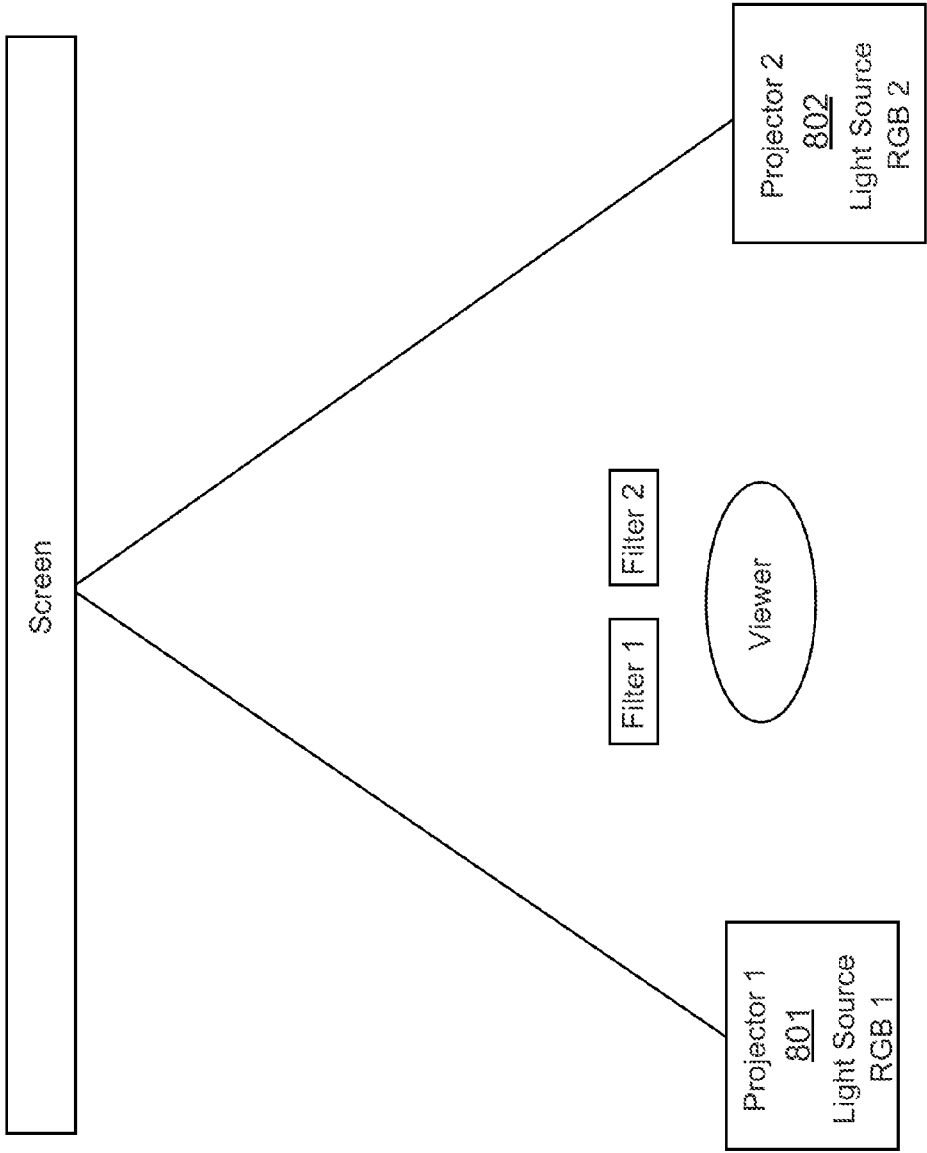 Screen
Filter 1
Filter 2
Viewer
Projector 1
801
Light Source
RGB 1
Projector 2
802
Light Source
RGB 2